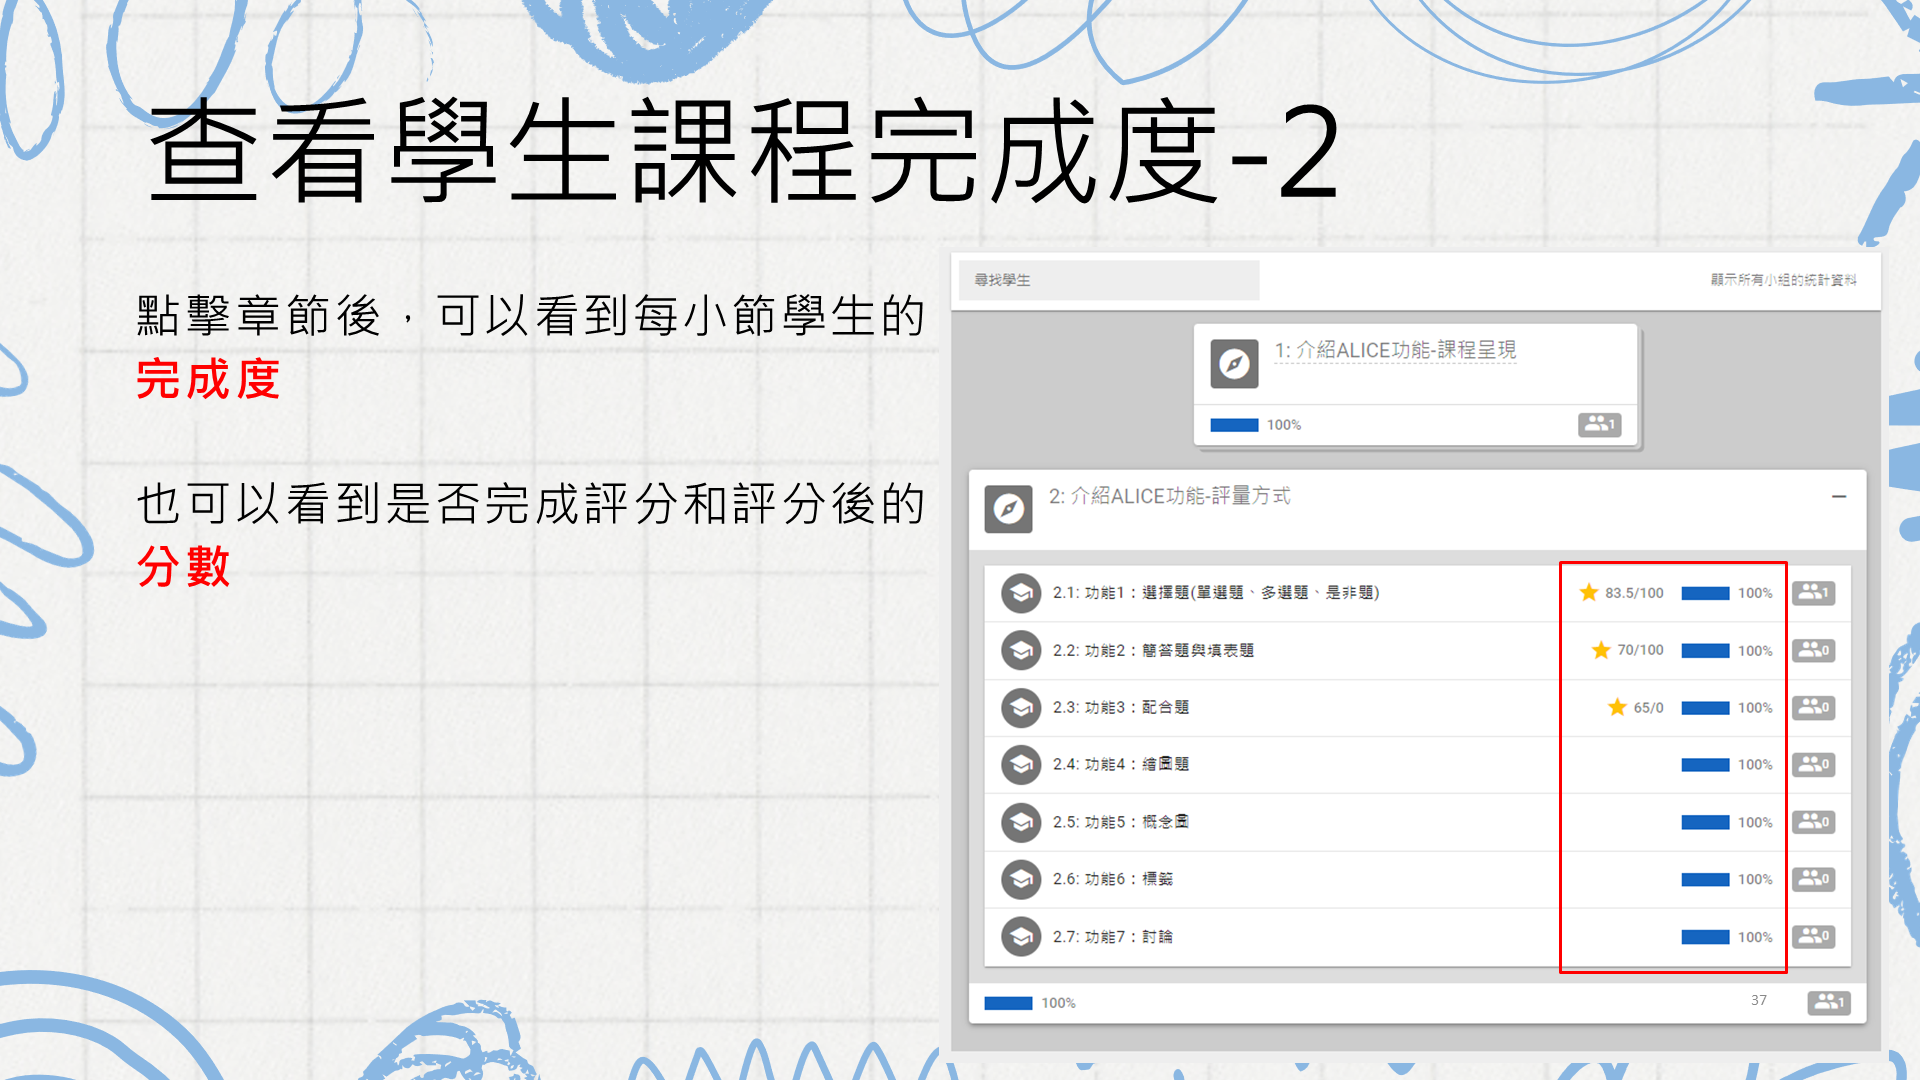 查看學生課程完成度-2
點擊章節後，可以看到每小節學生的
完成度
也可以看到是否完成評分和評分後的
分數
尋找學生
顯示所有小組的統計資料
1: 介紹ALICE功能-課程呈現
100%
1
2: 介紹ALICE功能-評量方式
2.1: 功能1：選擇題(單選題、多選題、是非題)
83.5/100
100%
1
2.2: 功能2：簡答題與填表題
70/100
100%
0
2.3: 功能3：配合題
65/0
100%
0
2.4: 功能4：繪圖題
100%
0
2.5: 功能5：概念圖
100%
0
2.6: 功能6：標籤
100%
0
2.7: 功能7：討論
100%
0
100%
37
1